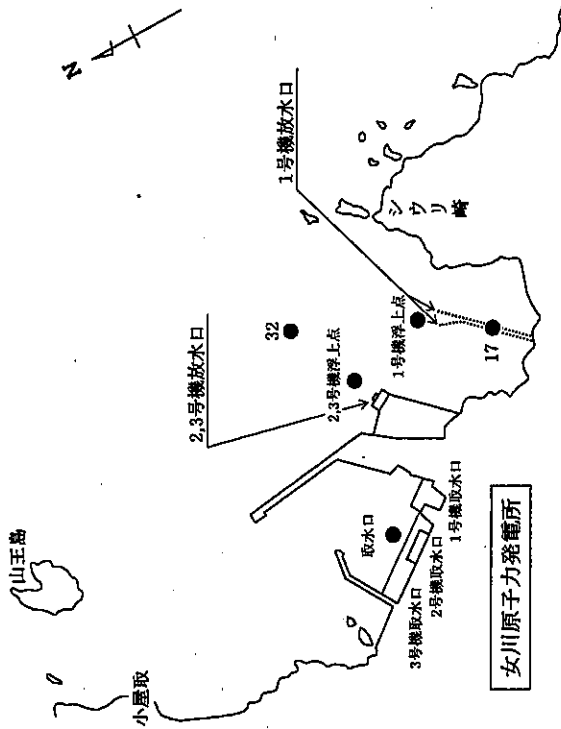 N
1号機放水口
2,3号機放水口
山王島
小屋取
シウリ崎
32
2,3号機浮上点
1号機浮上点
17
取水口
1号機取水口
2号機取水口
3号機取水口
女川原子力発電所